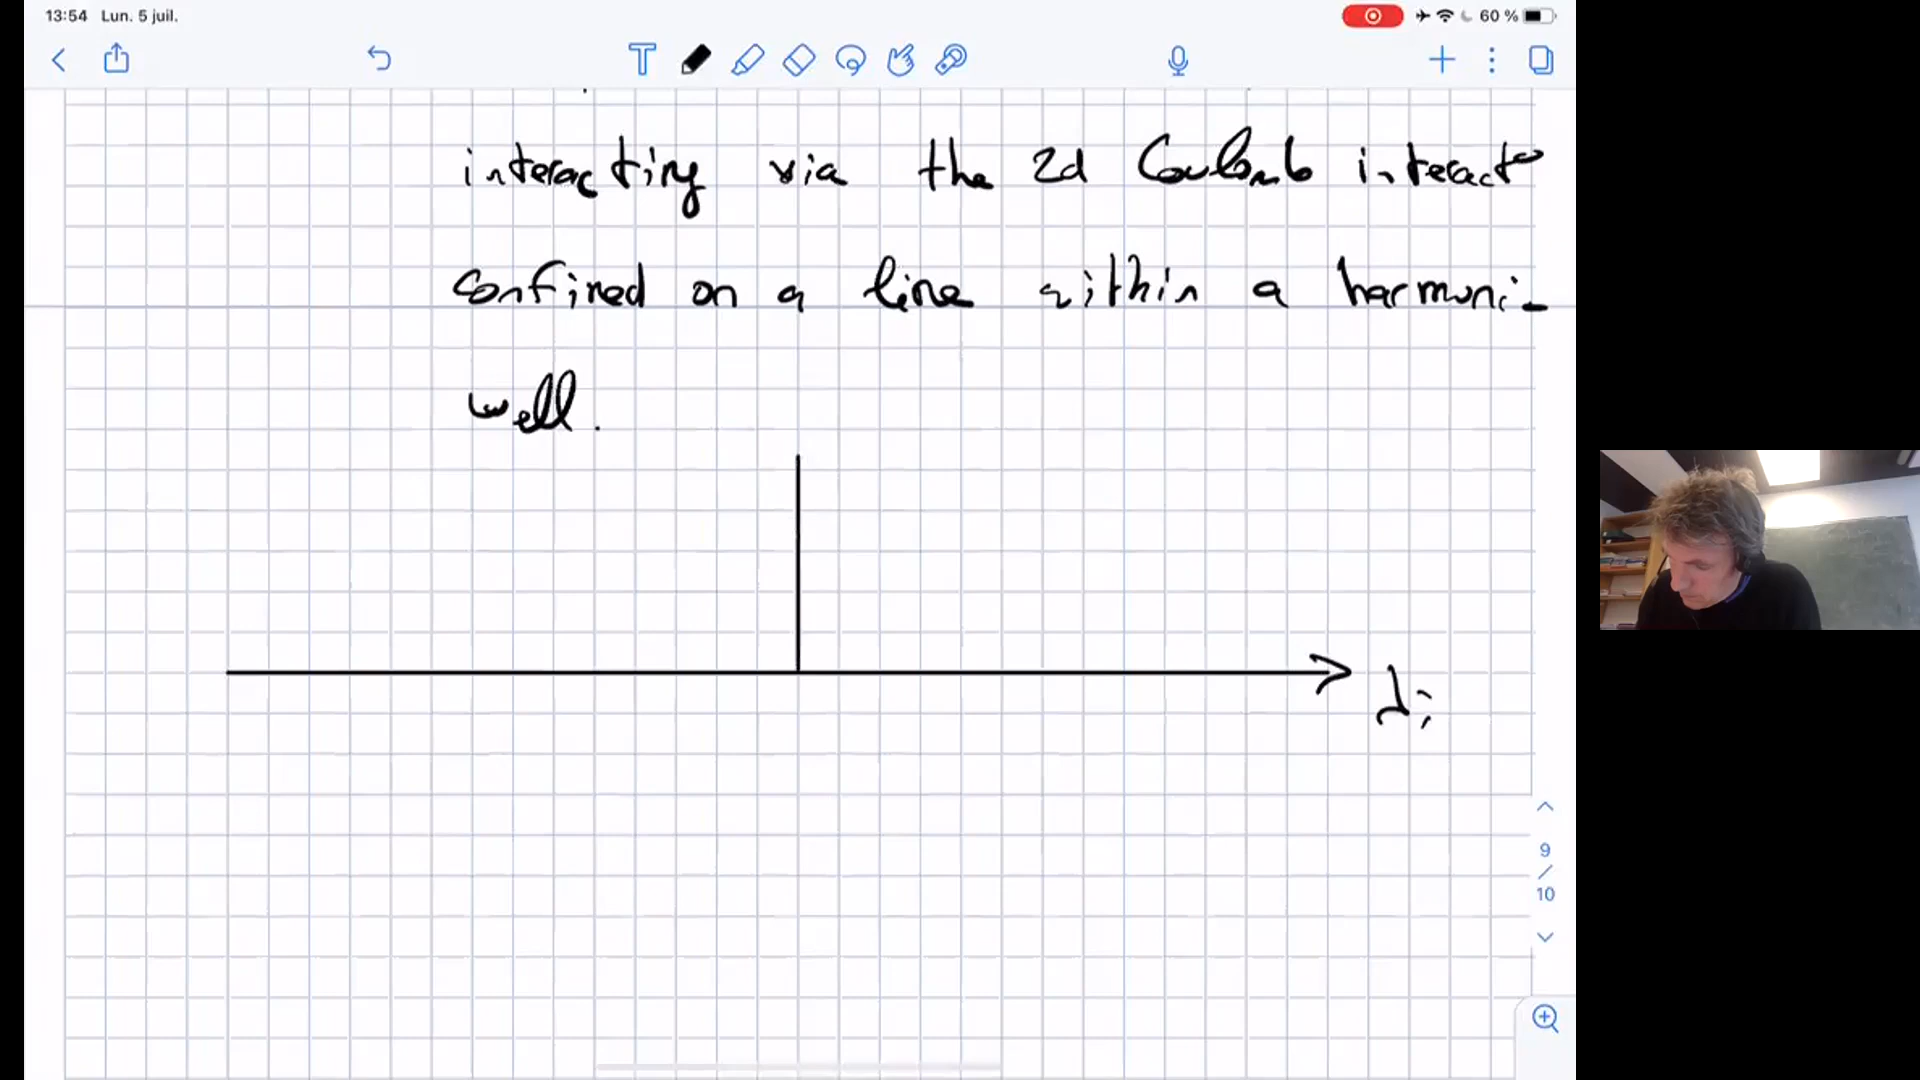 13:54 Lun. 5 juil.
60 %
interacting via the 2d Coulomb interact
confined on a line within a harmoni
well.
λi
9
/
10